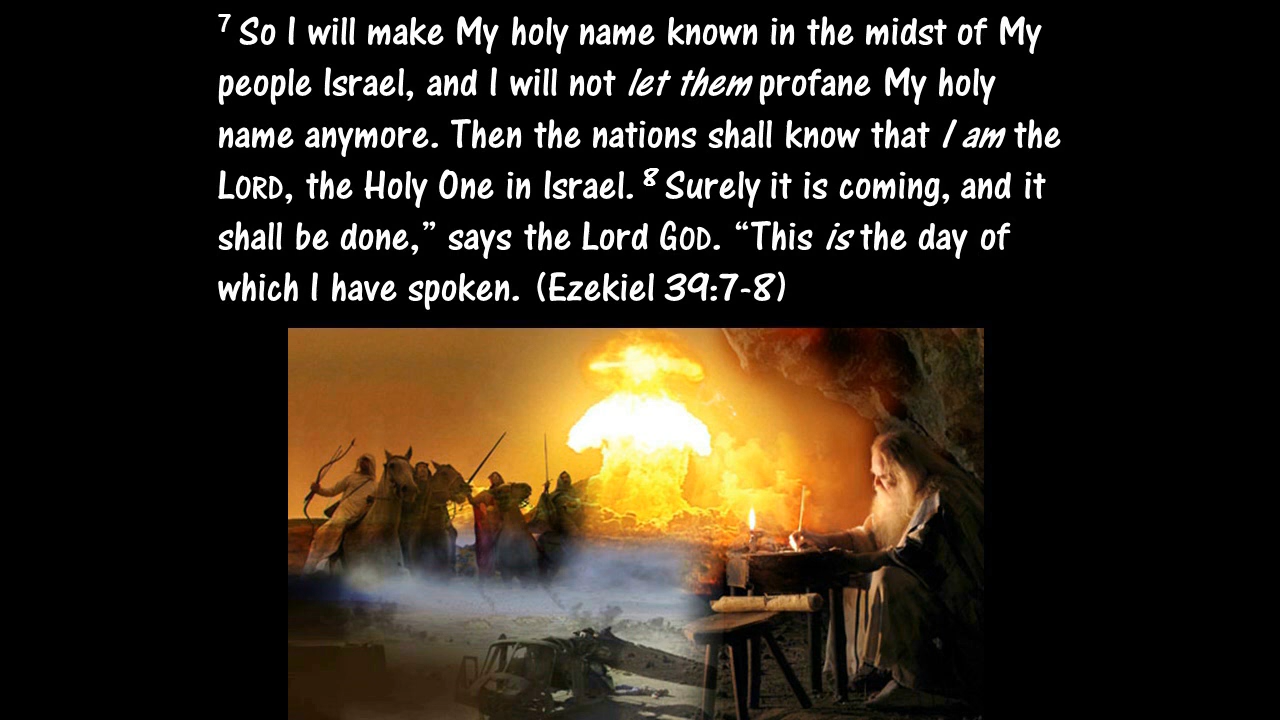 7 So I will make My holy name known in the midst of My
people Israel, and I will not let them profane My holy
name anymore. Then the nations shall know that I am the
LORD, the Holy One in Israel. 8 Surely it is coming, and it
shall be done,” says the Lord GOD. “This is the day of
which I have spoken. (Ezekiel 39:7-8)